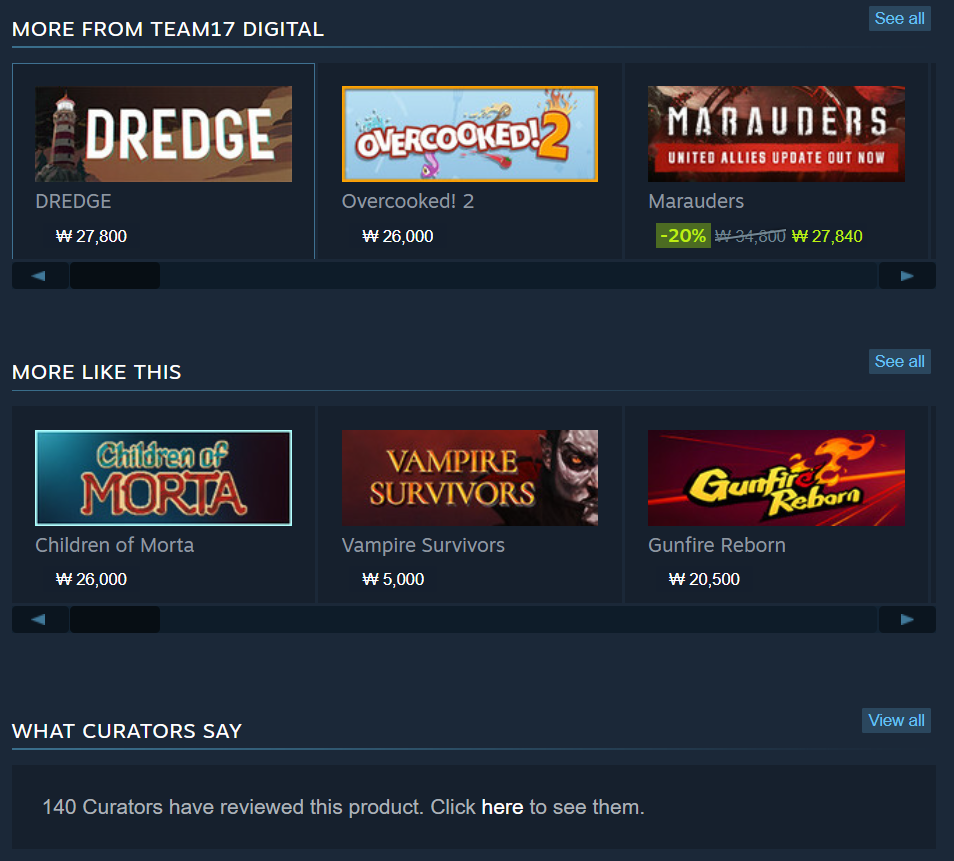 MORE FROM TEAM17 DIGITAL
See all
DREDGE
OVERCOOKED! 2
MARAUDERS
UNITED ALLIES UPDATE OUT NOW
DREDGE
Overcooked! 2
Marauders
₩ 27,800
₩ 26,000
-20% ₩ 34,800 ₩ 27,840
MORE LIKE THIS
See all
Children of
MORTA
VAMPIRE
SURVIVORS
Gunfire
Reborn
Children of Morta
Vampire Survivors
Gunfire Reborn
₩ 26,000
₩ 5,000
₩ 20,500
WHAT CURATORS SAY
View all
140 Curators have reviewed this product. Click here to see them.